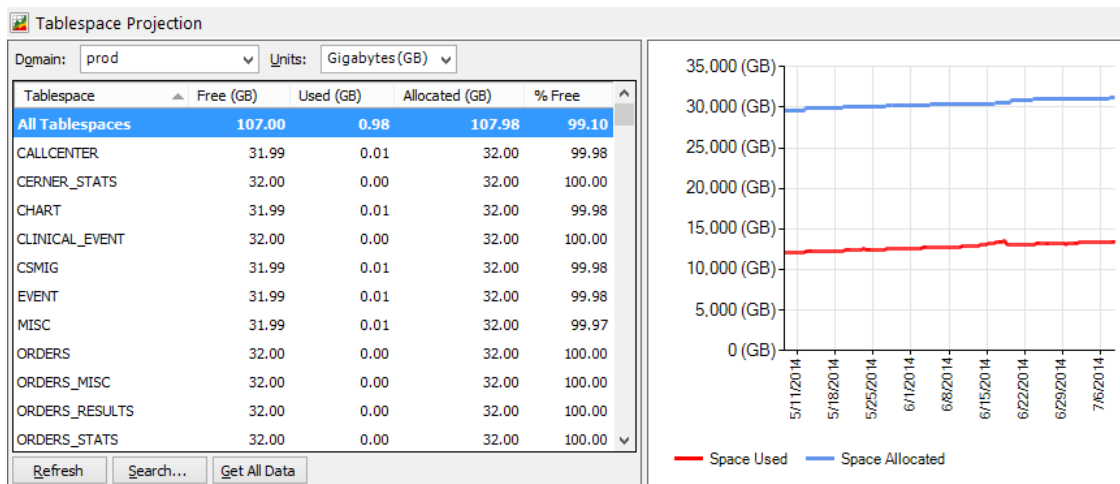 Tablespace Projection
Domain: prod Units: Gigabytes (GB)
Tablespace Free (GB) Used (GB) Allocated (GB) % Free
All Tablespaces 107.00 0.98 107.98 99.10
CALLCENTER 31.99 0.01 32.00 99.98
CERNER_STATS 32.00 0.00 32.00 100.00
CHART 31.99 0.01 32.00 99.98
CLINICAL_EVENT 32.00 0.00 32.00 100.00
CSMIG 31.99 0.01 32.00 99.98
EVENT 31.99 0.01 32.00 99.98
MISC 31.99 0.01 32.00 99.97
ORDERS 32.00 0.00 32.00 100.00
ORDERS_MISC 32.00 0.00 32.00 100.00
ORDERS_RESULTS 32.00 0.00 32.00 100.00
ORDERS_STATS 32.00 0.00 32.00 100.00
Refresh Search... Get All Data
35,000 (GB)
30,000 (GB)
25,000 (GB)
20,000 (GB)
15,000 (GB)
10,000 (GB)
5,000 (GB)
0 (GB)
5/11/2014 5/18/2014 5/25/2014 6/1/2014 6/8/2014 6/15/2014 6/22/2014 6/29/2014 7/6/2014
Space Used Space Allocated